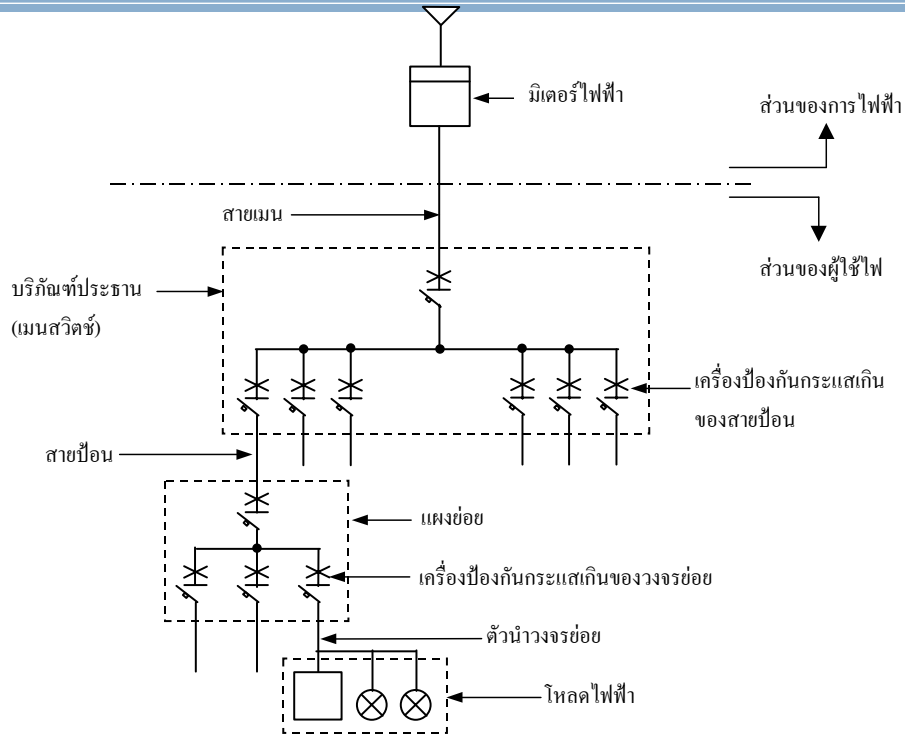 มิเตอร์ไฟฟ้า
ส่วนของการไฟฟ้า
สายเมน
ส่วนของผู้ใช้ไฟ
บริภัณฑ์ประธาน
(เมนสวิตช์)
เครื่องป้องกันกระแสเกิน
ของสายป้อน
สายป้อน
แผงย่อย
เครื่องป้องกันกระแสเกินของวงจรย่อย
ตัวนำวงจรย่อย
โหลดไฟฟ้า